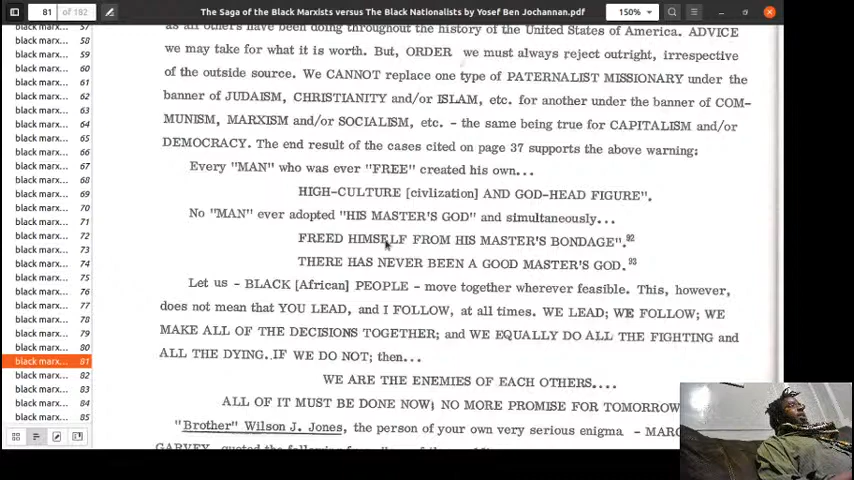 81 of 182
The Saga of the Black Marxists versus The Black Nationalists by Yosef Ben Jochannan.pdf
150%
black marx... 57
black marx... 58
black marx... 59
black marx... 60
black marx... 61
black marx... 62
black marx... 63
black marx... 64
black marx... 65
black marx... 66
black marx... 67
black marx... 68
black marx... 69
black marx... 70
black marx... 71
black marx... 72
black marx... 73
black marx... 74
black marx... 75
black marx... 76
black marx... 77
black marx... 78
black marx... 79
black marx... 80
black marx... 81
black marx... 82
black marx... 83
black marx... 84
black marx... 85
as all others have been doing throughout the history of the United States of America. ADVICE
we may take for what it is worth. But, ORDER we must always reject outright, irrespective
of the outside source. We CANNOT replace one type of PATERNALIST MISSIONARY under the
banner of JUDAISM, CHRISTIANITY and/or ISLAM, etc. for another under the banner of COM-
MUNISM, MARXISM and/or SOCIALISM, etc. - the same being true for CAPITALISM and/or
DEMOCRACY. The end result of the cases cited on page 37 supports the above warning:
Every "MAN" who was ever "FREE" created his own...
HIGH-CULTURE [civlization] AND GOD-HEAD FIGURE".
No "MAN" ever adopted "HIS MASTER'S GOD" and simultaneously...
FREED HIMSELF FROM HIS MASTER'S BONDAGE".92
THERE HAS NEVER BEEN A GOOD MASTER'S GOD.93
Let us - BLACK [African] PEOPLE - move together wherever feasible. This, however,
does not mean that YOU LEAD, and I FOLLOW, at all times. WE LEAD; WE FOLLOW; WE
MAKE ALL OF THE DECISIONS TOGETHER; and WE EQUALLY DO ALL THE FIGHTING and
ALL THE DYING..IF WE DO NOT; then...
WE ARE THE ENEMIES OF EACH OTHERS....
ALL OF IT MUST BE DONE NOW; NO MORE PROMISE FOR TOMORROW
"Brother" Wilson J. Jones, the person of your own very serious enigma - MARC
GARVEY, quoted the following